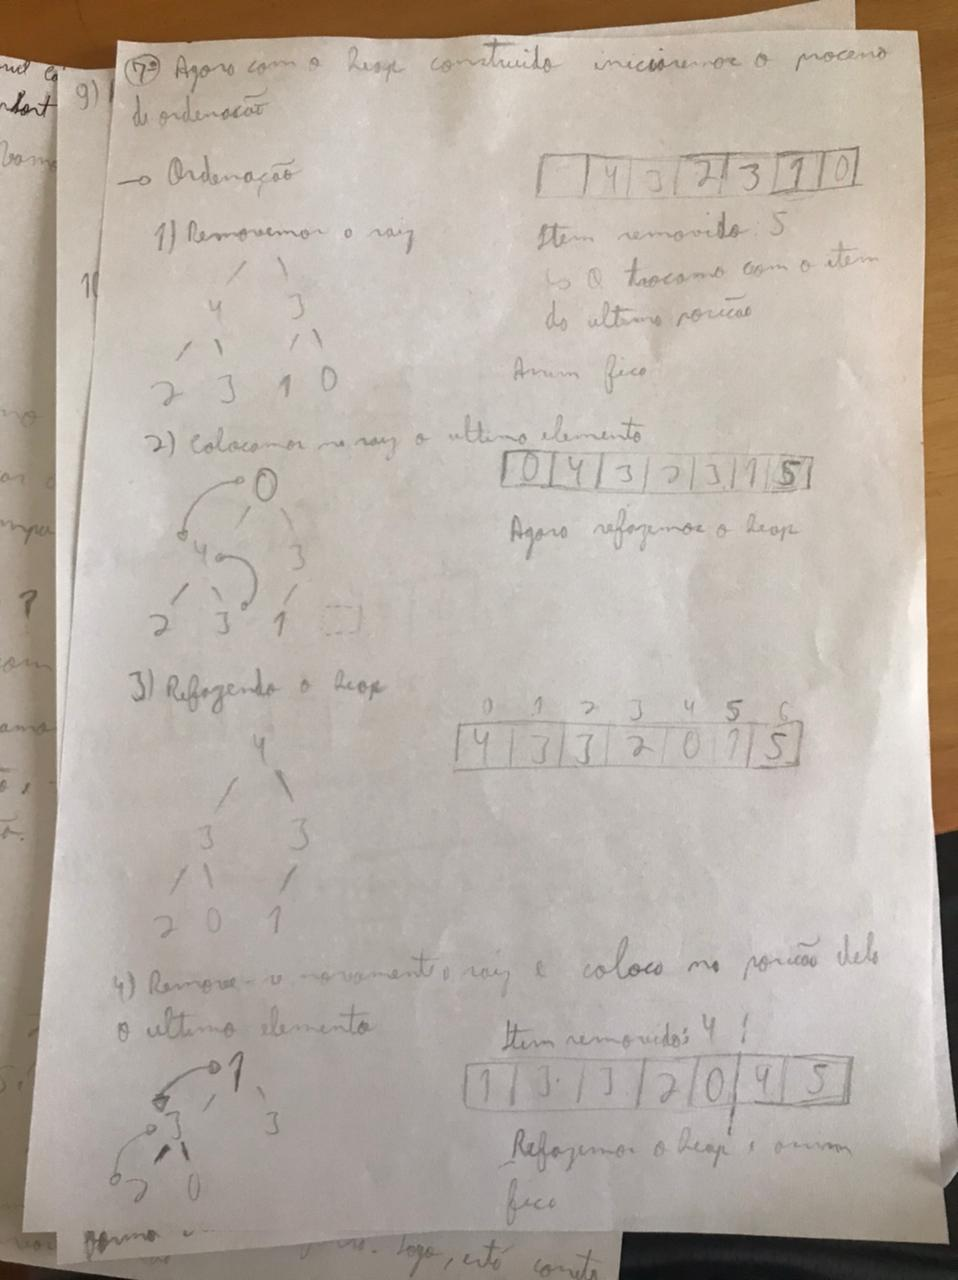 9) 7º Agora com o heap construido iniciaremos o processo
de ordenação
→ Ordenação
4 3 2 3 1 0
1) Removemos a raiz
Item removido: 5
↳ O trocamo com o item
da ultima posição
4 3
2 3 1 0
Assim fica
2) Colocamos na raiz o ultimo elemento
0 4 3 2 3 1 5
0
Agora refazemos o heap
4 3
2 3 1
3) Refazendo o heap
0 1 2 3 4 5 6
4 3 3 2 0 1 5
4
3 3
2 0 1
4) Remove-se novamente a raiz e coloca na posição dela
o ultimo elemento
Item removido: 4
1 3 3 2 0 4 5
1
3 3
2 0
Refazemos o heap e assim
fica